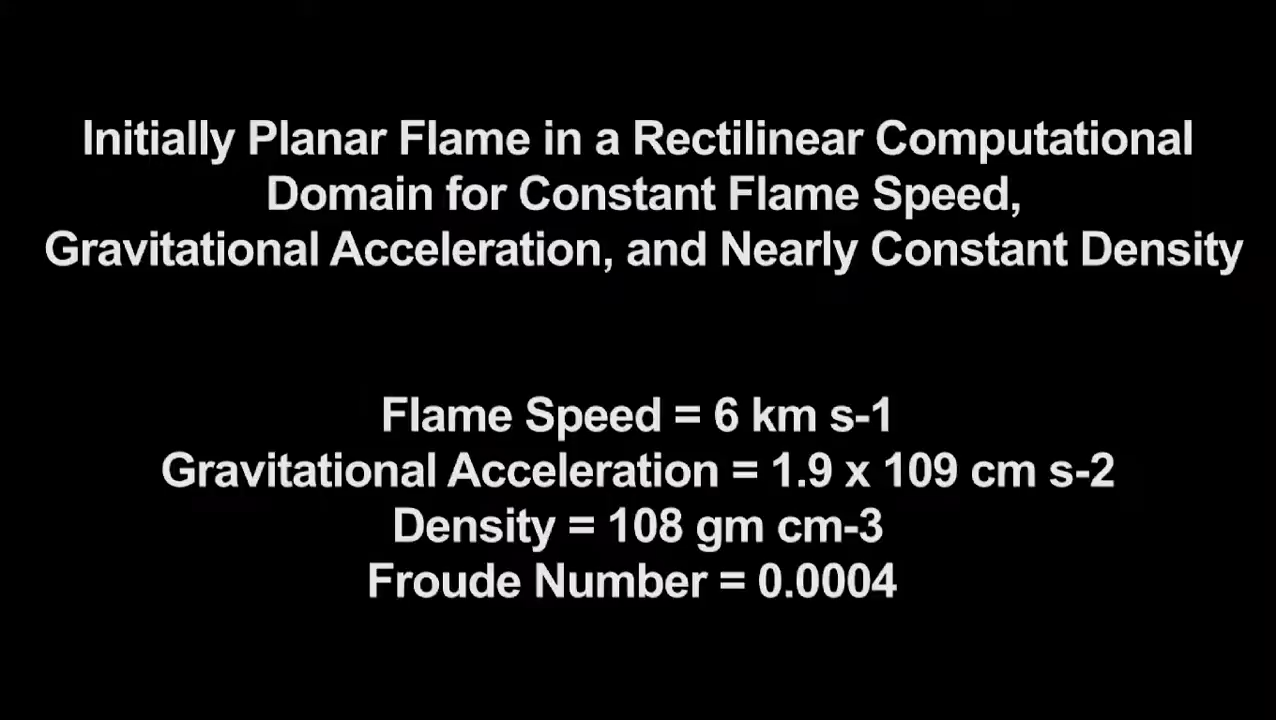 Initially Planar Flame in a Rectilinear Computational
Domain for Constant Flame Speed,
Gravitational Acceleration, and Nearly Constant Density
Flame Speed = 6 km s-1
Gravitational Acceleration = 1.9 x 109 cm s-2
Density = 108 gm cm-3
Froude Number = 0.0004